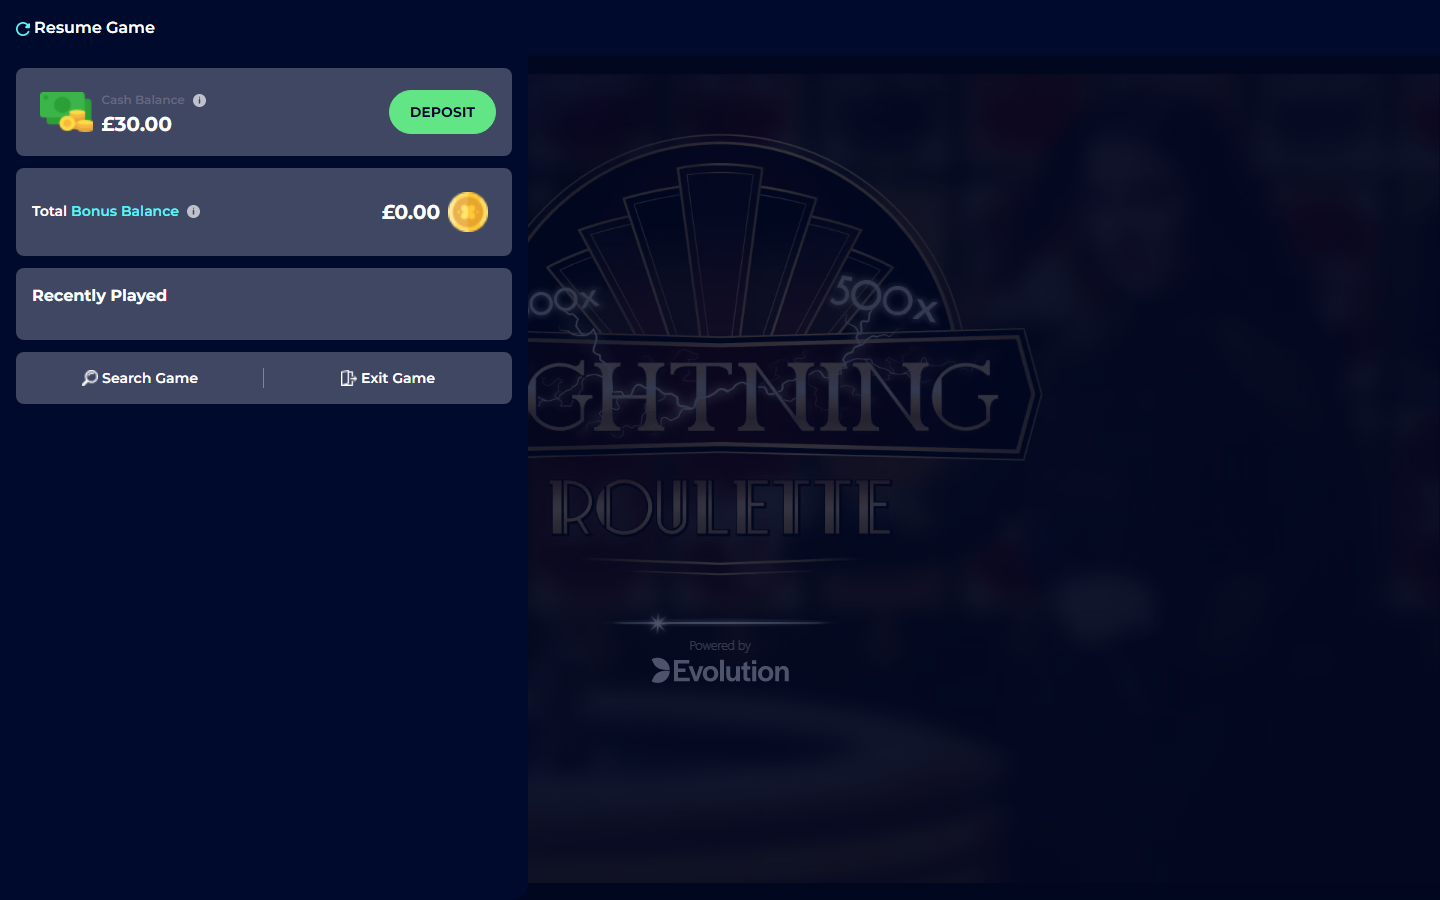 Resume Game
Cash Balance
£30.00
DEPOSIT
Total Bonus Balance
£0.00
Recently Played
Search Game
Exit Game
500x
GHTNING
ROULETTE
Powered by
Evolution